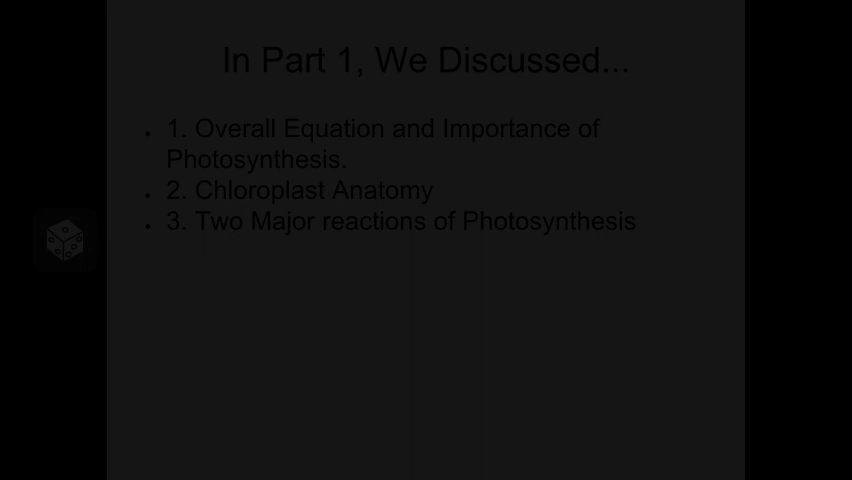 In Part 1, We Discussed...
• 1. Overall Equation and Importance of
Photosynthesis.
• 2. Chloroplast Anatomy
• 3. Two Major reactions of Photosynthesis